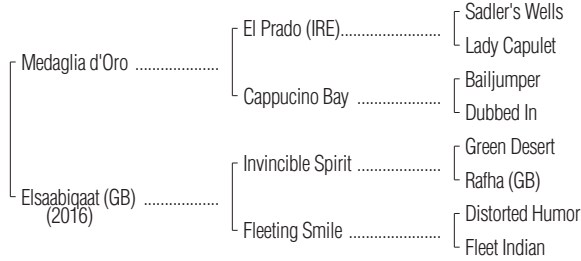 Sadler's Wells
El Prado (IRE)........................
Lady Capulet
Medaglia d'Oro ....................
Bailjumper
Cappucino Bay ....................
Dubbed In
Green Desert
Invincible Spirit ....................
Rafha (GB)
Elsaabiqaat (GB) ..................
(2016)
Distorted Humor
Fleeting Smile ......................
Fleet Indian